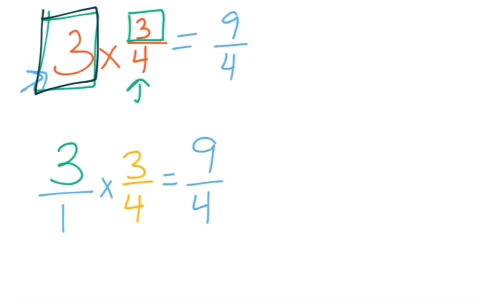 3 × 3/4 = 9/4
3/1 × 3/4 = 9/4